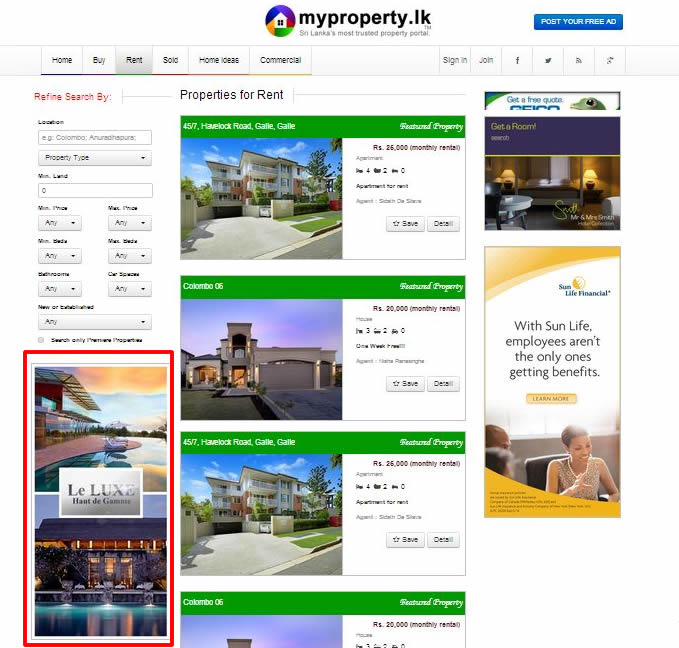 myproperty.lk
TM
Sri Lanka's most trusted property portal.
POST YOUR FREE AD
Home
Buy
Rent
Sold
Home Ideas
Commercial
Sign In
Join
Refine Search By:
Location
e.g: Colombo; Anuradhapura;
Property Type
Min. Land
0
Min. Price
Max. Price
Any
Any
Min. Beds
Max. Beds
Any
Any
Bathrooms
Car Spaces
Any
Any
New or Established
Any
Search only Premiere Properties
Le LUXE
Haut de Gamme
Properties for Rent
45/7, Havelock Road, Galle, Galle
Featured Property
Rs. 26,000 (monthly rental)
Apartment
4 2 0
Apartment for rent
Agent : Sidath De Silava
Save
Detail
Colombo 06
Featured Property
Rs. 20,000 (monthly rental)
House
3 2 0
One Week Free!!!
Agent : Nisha Ranasinghe
Save
Detail
45/7, Havelock Road, Galle, Galle
Featured Property
Rs. 26,000 (monthly rental)
Apartment
4 2 0
Apartment for rent
Agent : Sidath De Silava
Save
Detail
Colombo 06
Featured Property
Rs. 20,000 (monthly rental)
House
3 2 0
Get a free quote.
GEICO
Get a Room!
search
Smith
Mr & Mrs Smith
Hotel Collection
Sun
Life Financial
With Sun Life,
employees aren't
the only ones
getting benefits.
LEARN MORE